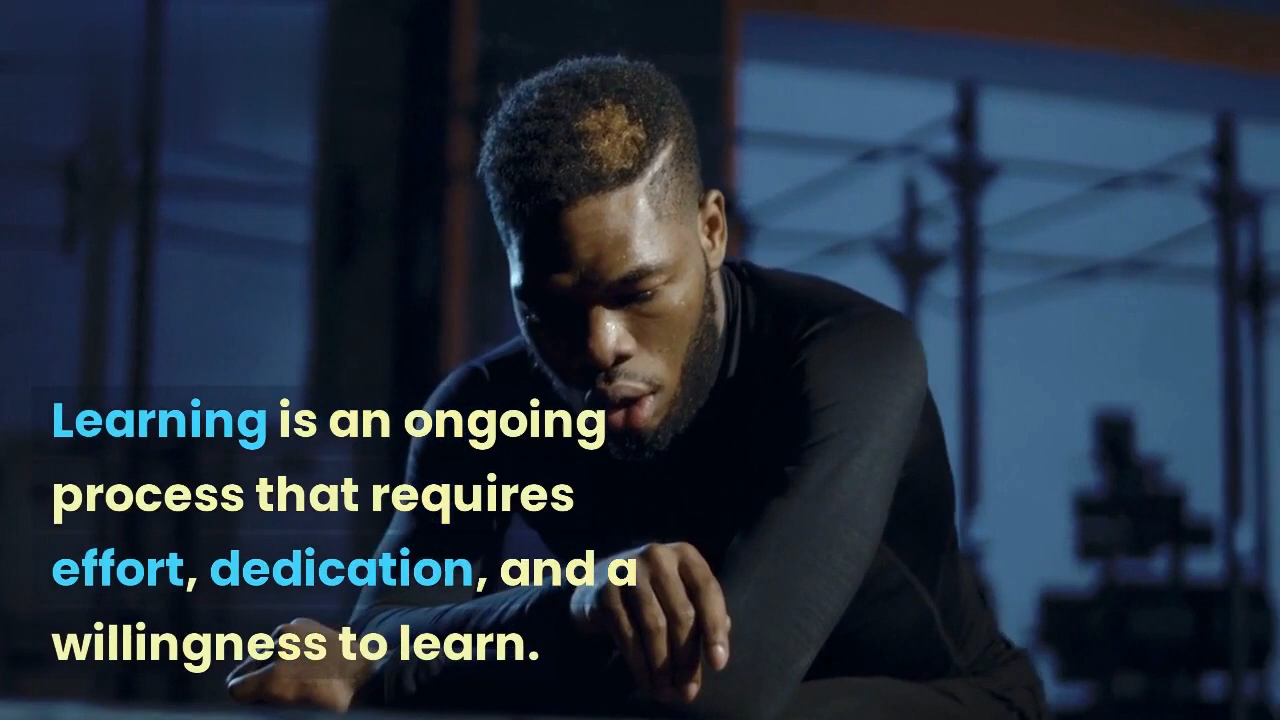 Learning is an ongoing
process that requires
effort, dedication, and a
willingness to learn.